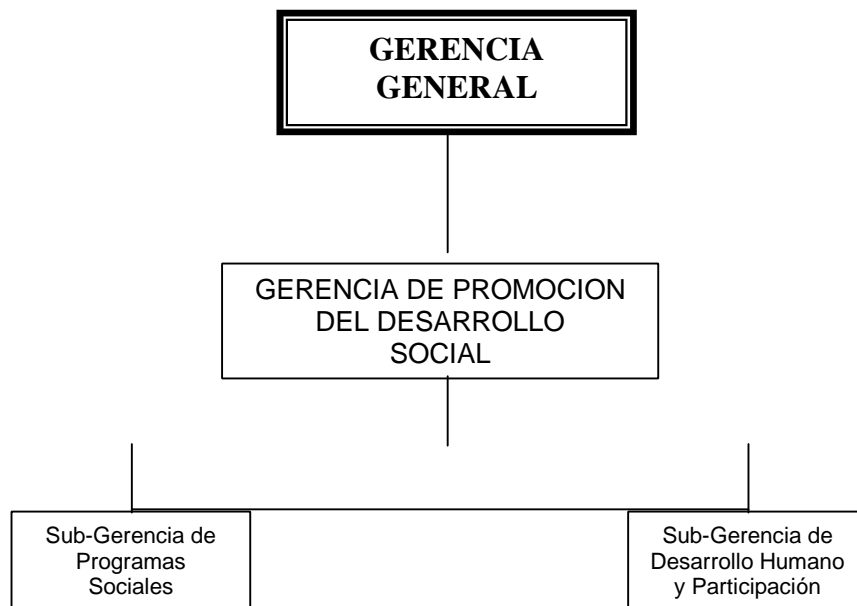 GERENCIA
GENERAL
GERENCIA DE PROMOCION
DEL DESARROLLO
SOCIAL
Sub-Gerencia de
Programas
Sociales
Sub-Gerencia de
Desarrollo Humano
y Participación